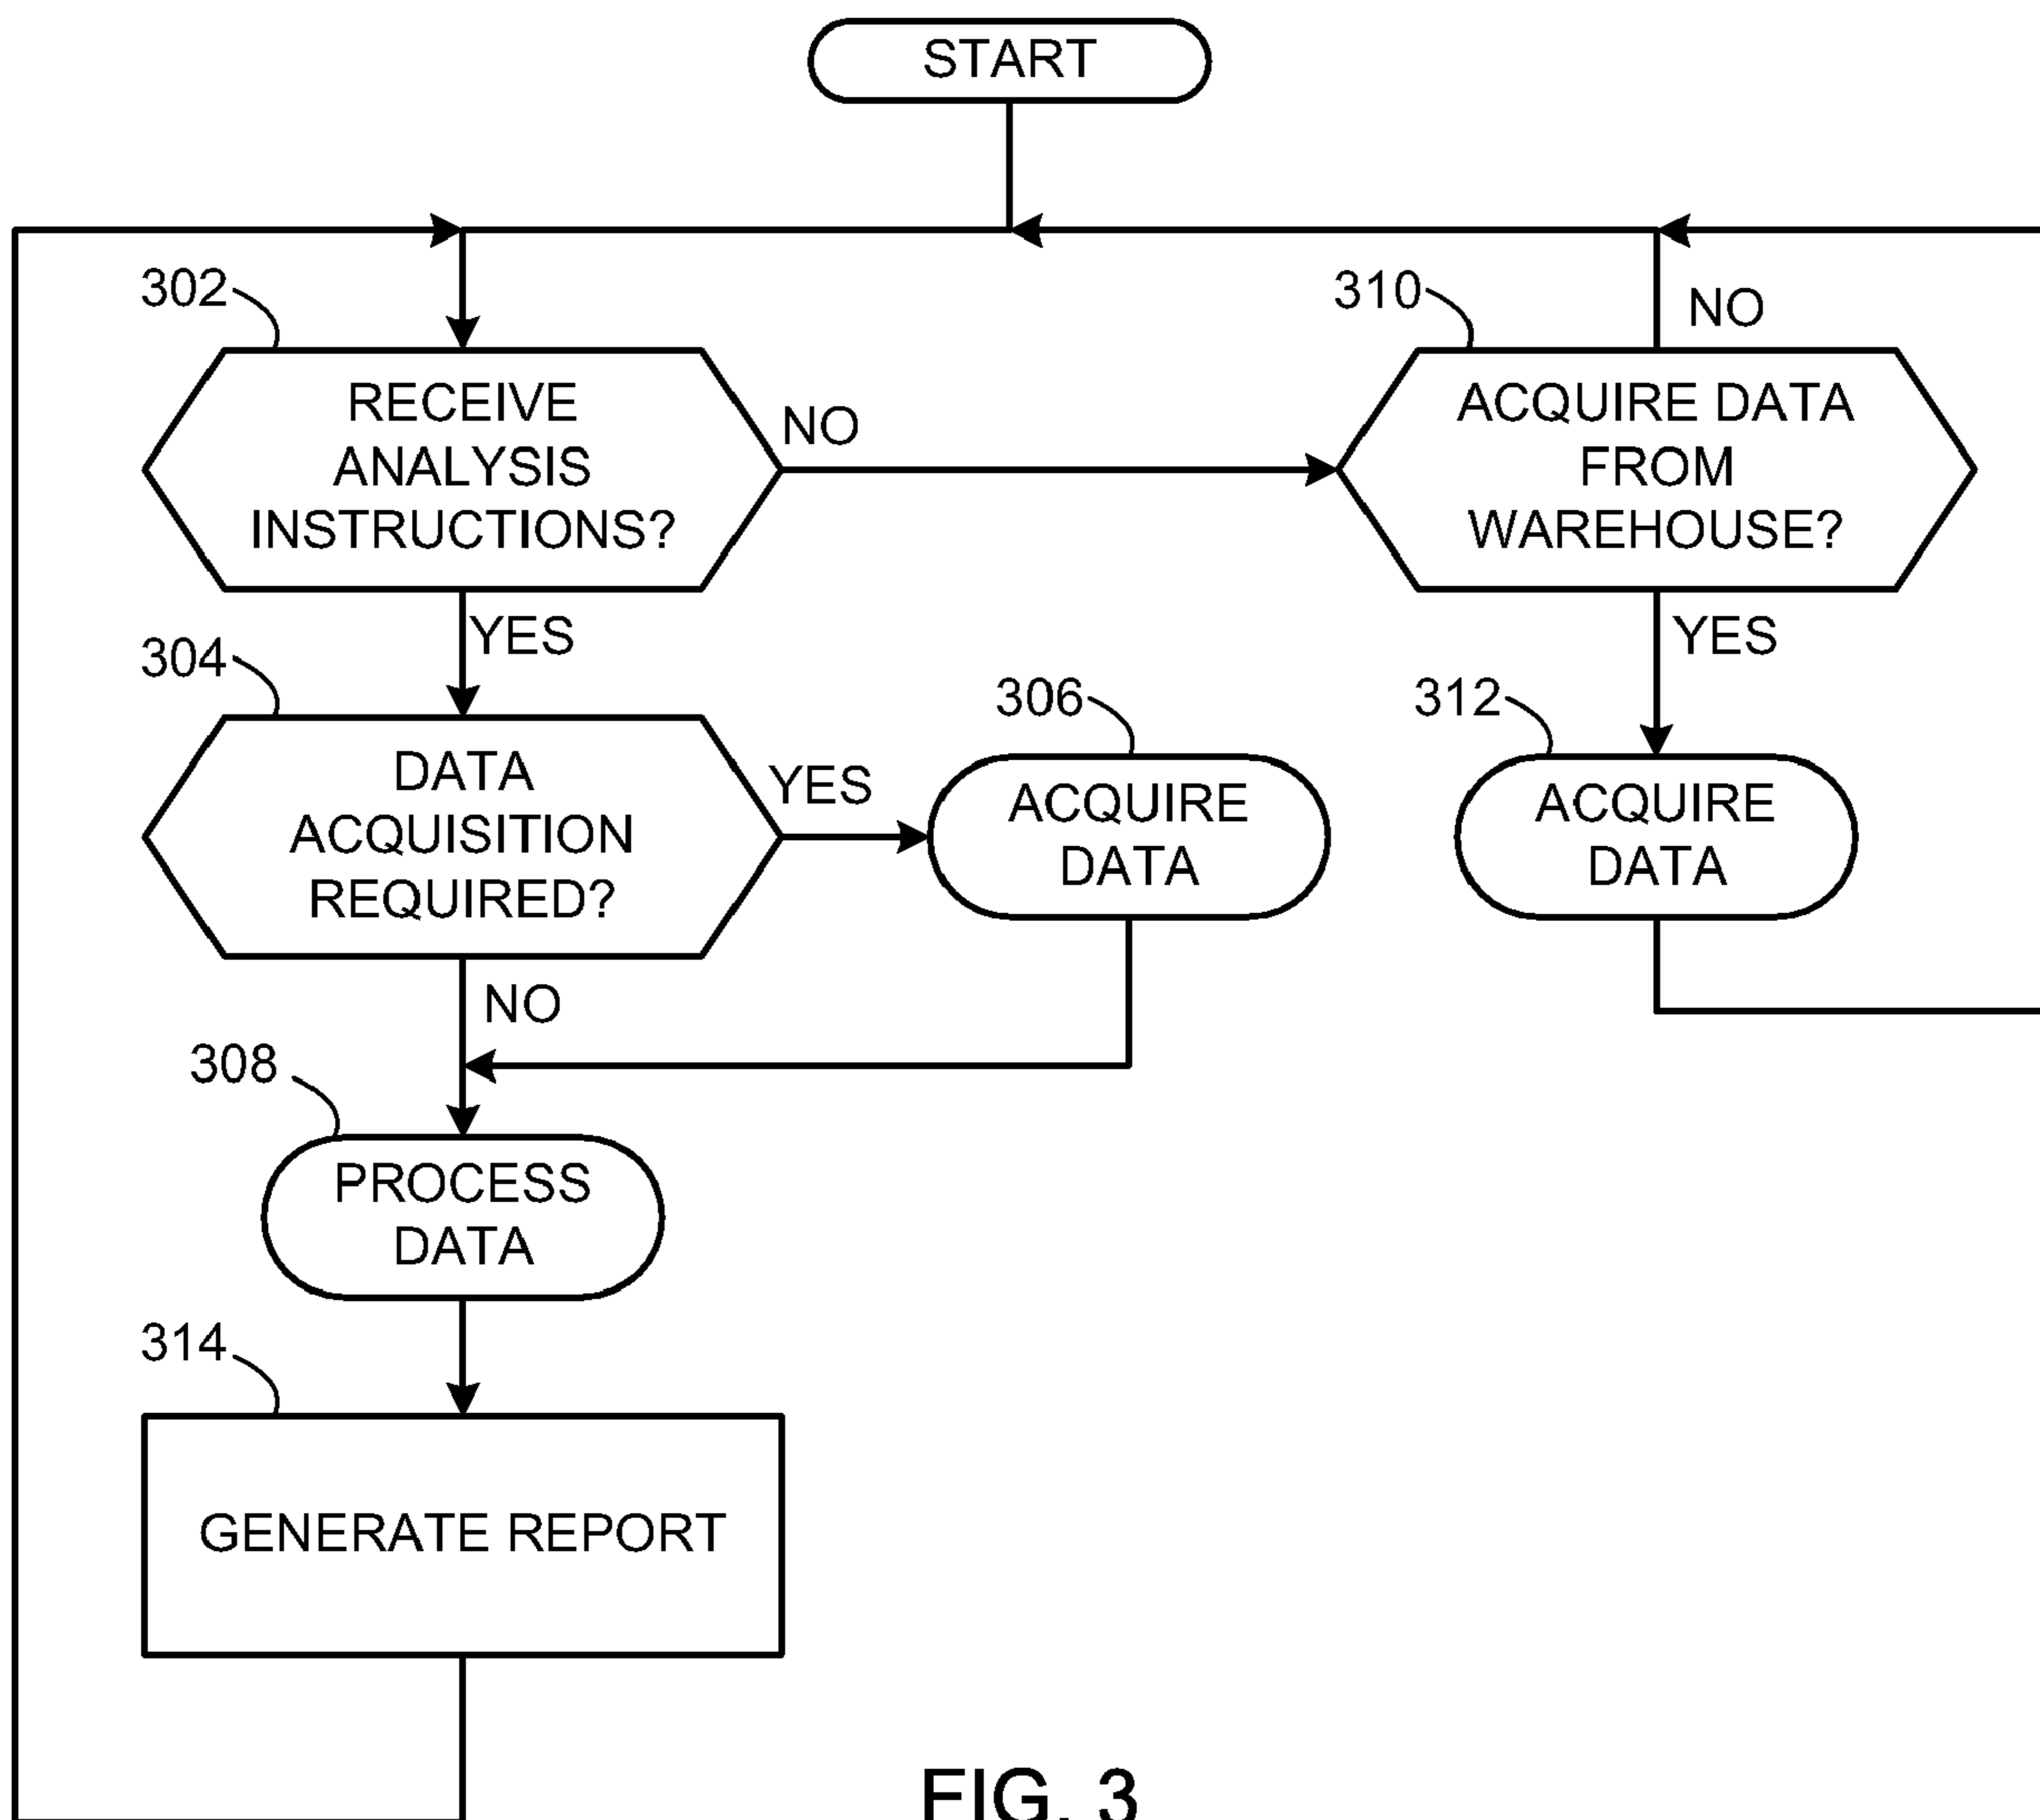 START
302
310
NO
RECEIVE
ANALYSIS
INSTRUCTIONS?
NO
ACQUIRE DATA
FROM
WAREHOUSE?
YES
YES
304
306
312
DATA
ACQUISITION
REQUIRED?
YES
ACQUIRE
DATA
ACQUIRE
DATA
NO
308
PROCESS
DATA
314
GENERATE REPORT
FIG. 3